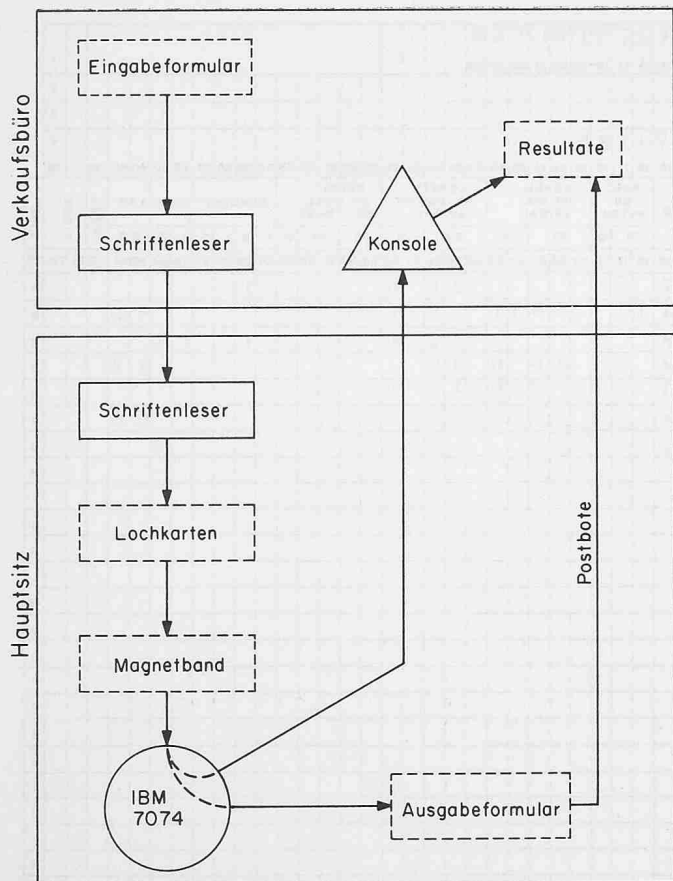 Verkaufsbüro
Eingabeformular
Resultate
Schriftenleser
Konsole
Hauptsitz
Schriftenleser
Lochkarten
Postbote
Magnetband
IBM
7074
Ausgabeformular